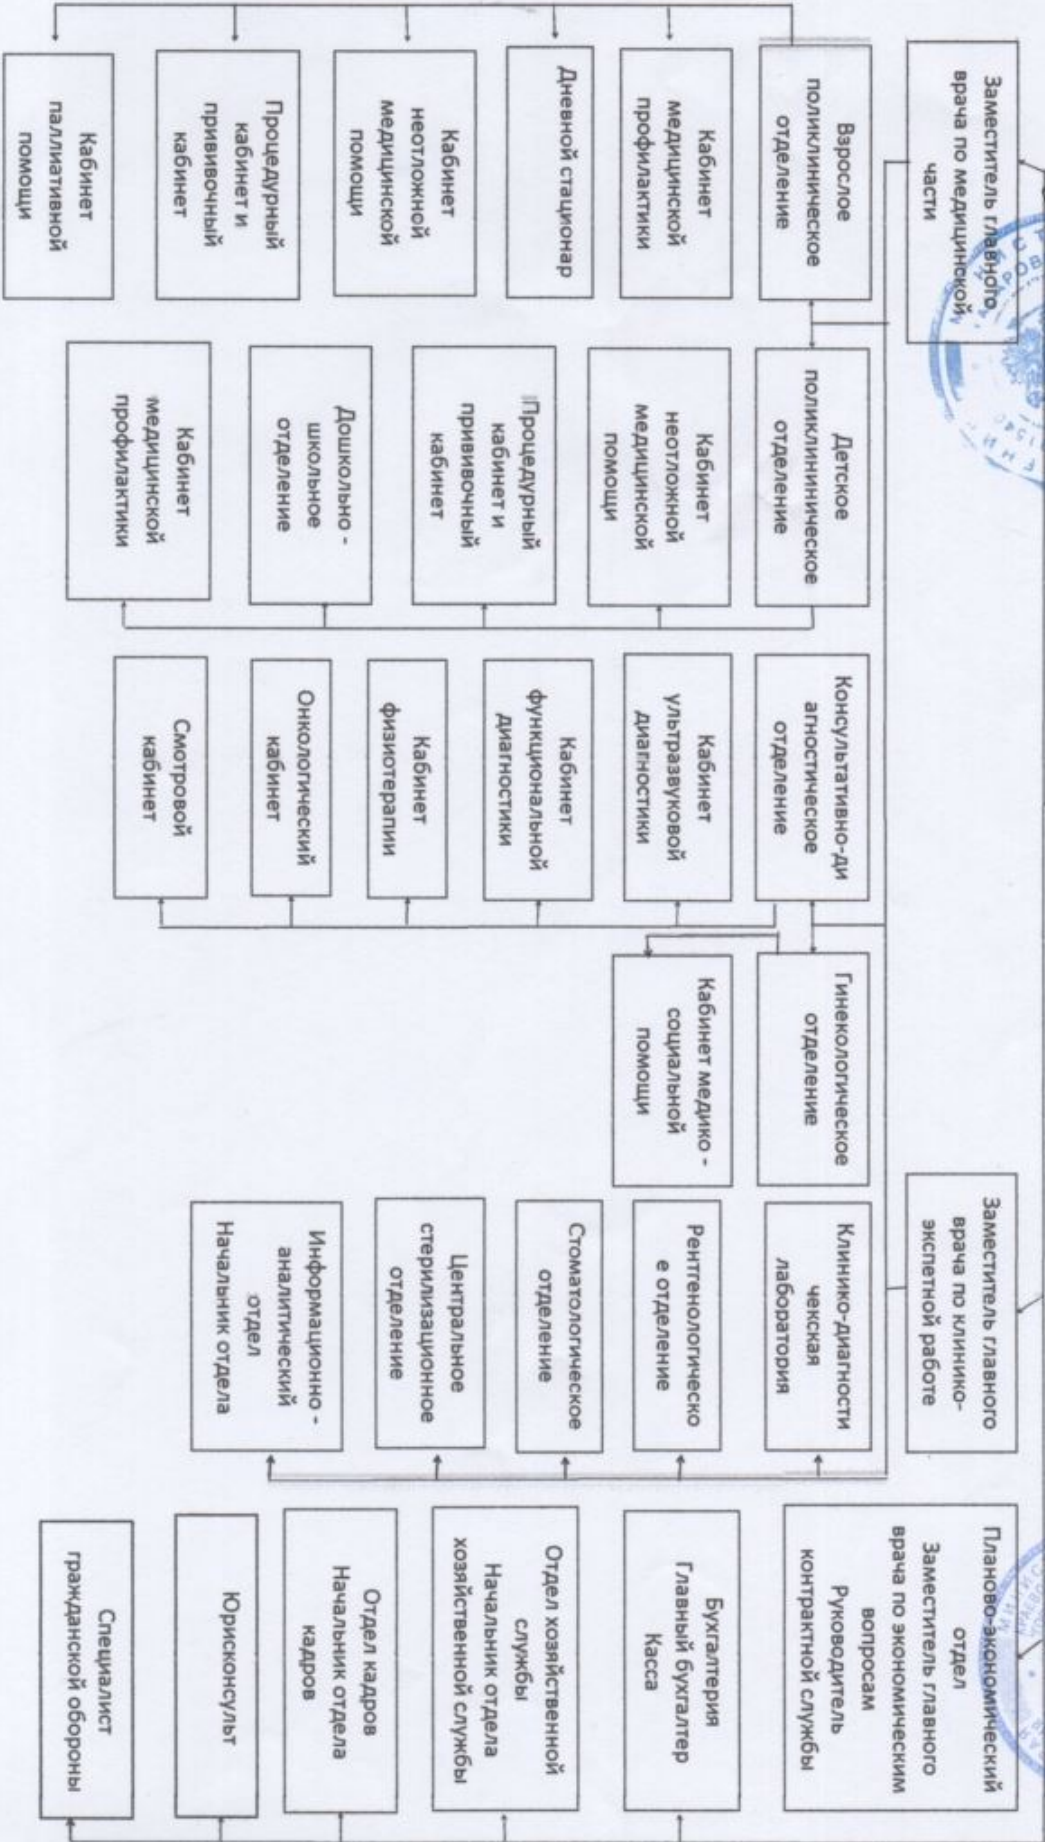 Заместитель главного
врача по медицинской
части
Заместитель главного
врача по клинико-
экспетной работе
Планово-экономический
отдел
Заместитель главного
врача по экономическим
вопросам
Руководитель
контрактной службы
Взрослое
поликлиническое
отделение
Кабинет
медицинской
профилактики
Дневной стационар
Кабинет
неотложной
медицинской
помощи
Процедурный
кабинет и
прививочный
кабинет
Кабинет
паллиативной
помощи
Детское
поликлининическое
отделение
Кабинет
неотложной
медицинской
помощи
Процедурный
кабинет и
прививочный
кабинет
Дошкольно -
школьное
отделение
Кабинет
медицинской
профилактики
Консультативно-ди
агностическое
отделение
Кабинет
ультразвуковой
диагностики
Кабинет
функциональной
диагностики
Кабинет
физиотерапии
Онкологический
кабинет
Смотровой
кабинет
Гинекологическое
отделение
Кабинет медико -
социальной
помощи
Клинико-диагности
чекская
лаборатория
Рентгенологическо
е отделение
Стоматологическое
отделение
Центральное
стерилизационное
отделение
Информационно -
аналитический
отдел
Начальник отдела
Бухгалтерия
Главный бухгалтер
Касса
Отдел хозяйственной
службы
Начальник отдела
хозяйственной службы
Отдел кадров
Начальник отдела
кадров
Юрисконсульт
Специалист
гражданской обороны